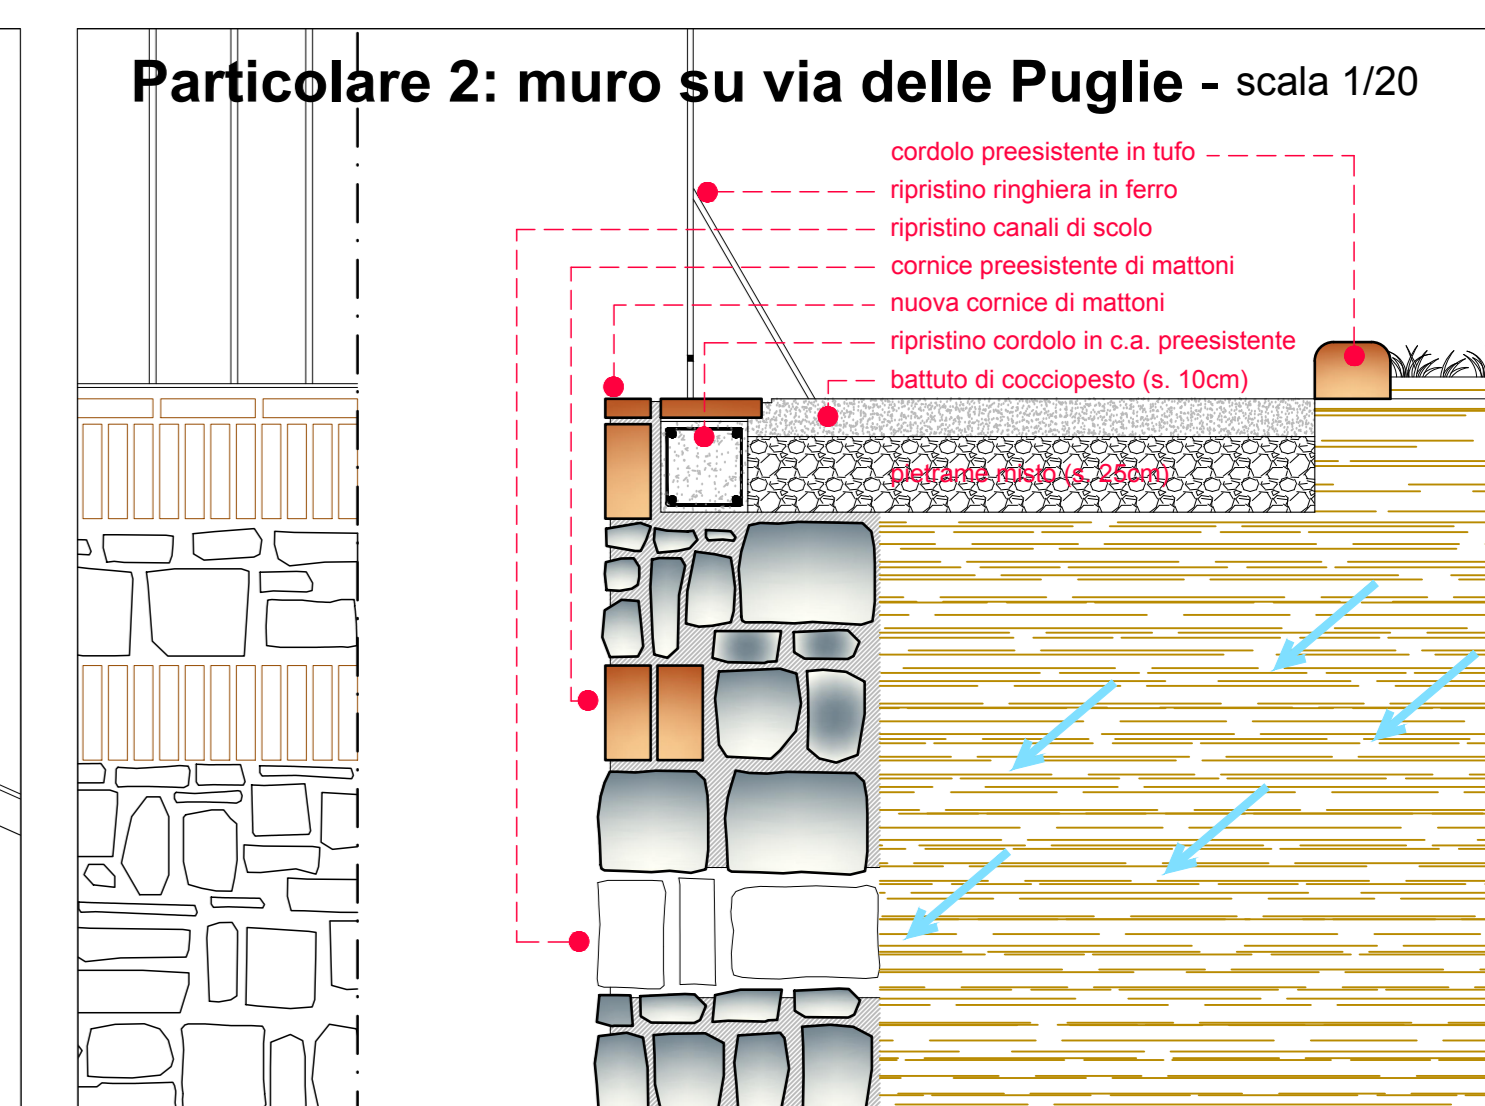 Particolare 2: muro su via delle Puglie - scala 1/20
cordolo preesistente in tufo
ripristino ringhiera in ferro
ripristino canali di scolo
cornice preesistente di mattoni
nuova cornice di mattoni
ripristino cordolo in c.a. preesistente
battuto di cocciopesto (s. 10cm)
pietrame misto (s. 25cm)